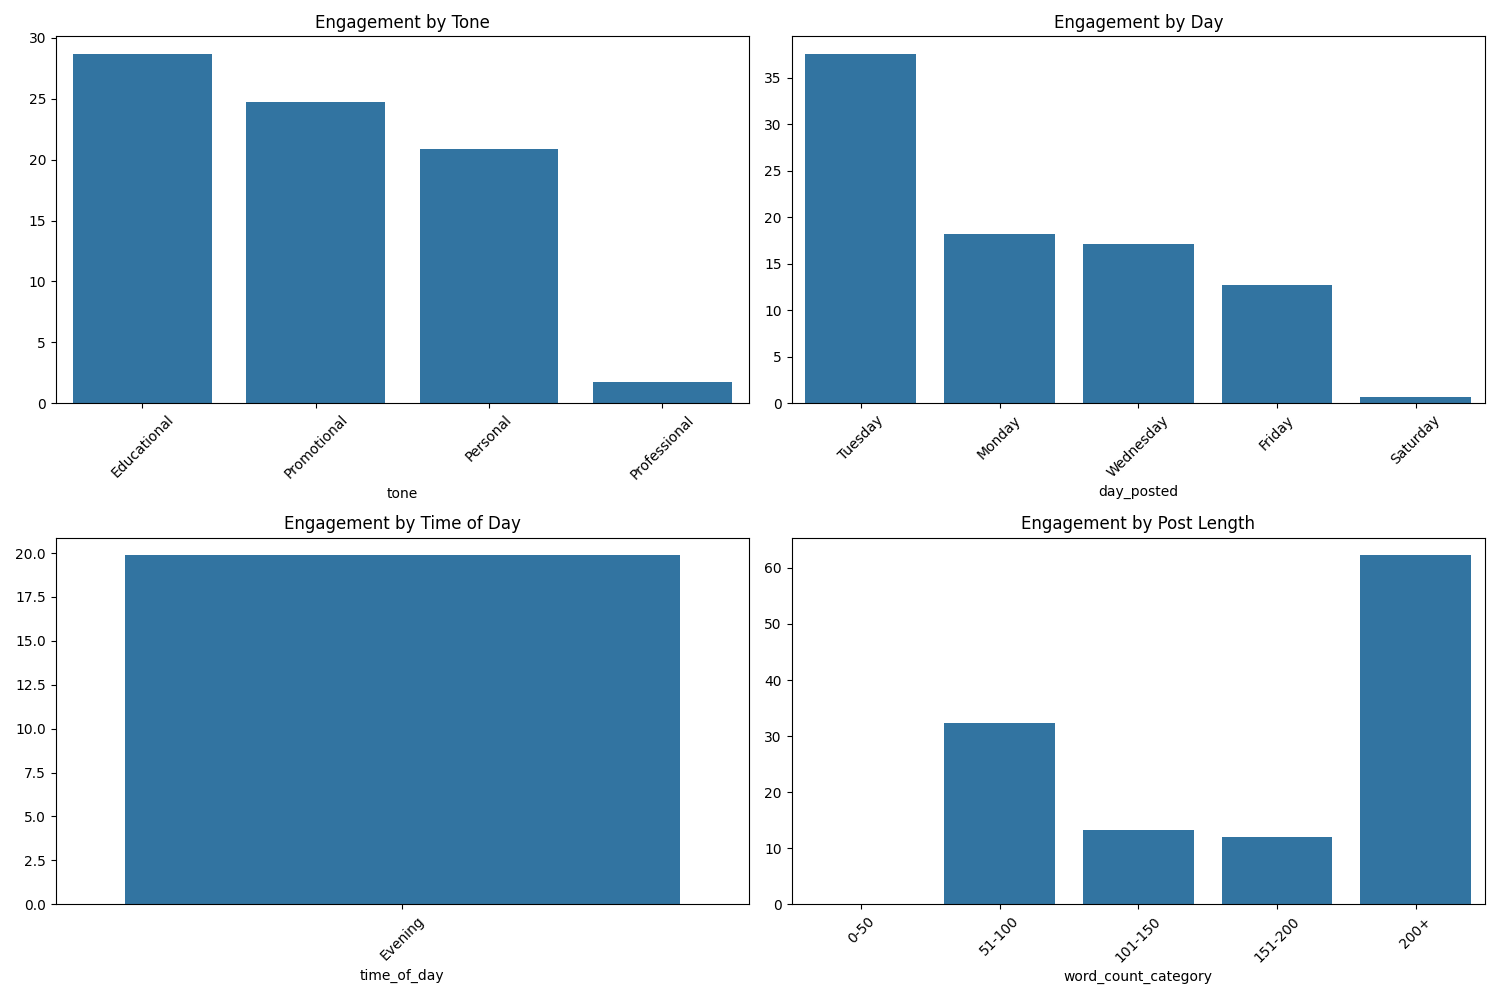 Engagement by Tone
30
25
20
15
10
5
0
Educational
Promotional
Personal
Professional
tone
Engagement by Day
35
30
25
20
15
10
5
0
Tuesday
Monday
Wednesday
Friday
Saturday
day_posted
Engagement by Time of Day
20.0
17.5
15.0
12.5
10.0
7.5
5.0
2.5
0.0
Evening
time_of_day
Engagement by Post Length
60
50
40
30
20
10
0
0-50
51-100
101-150
151-200
200+
word_count_category